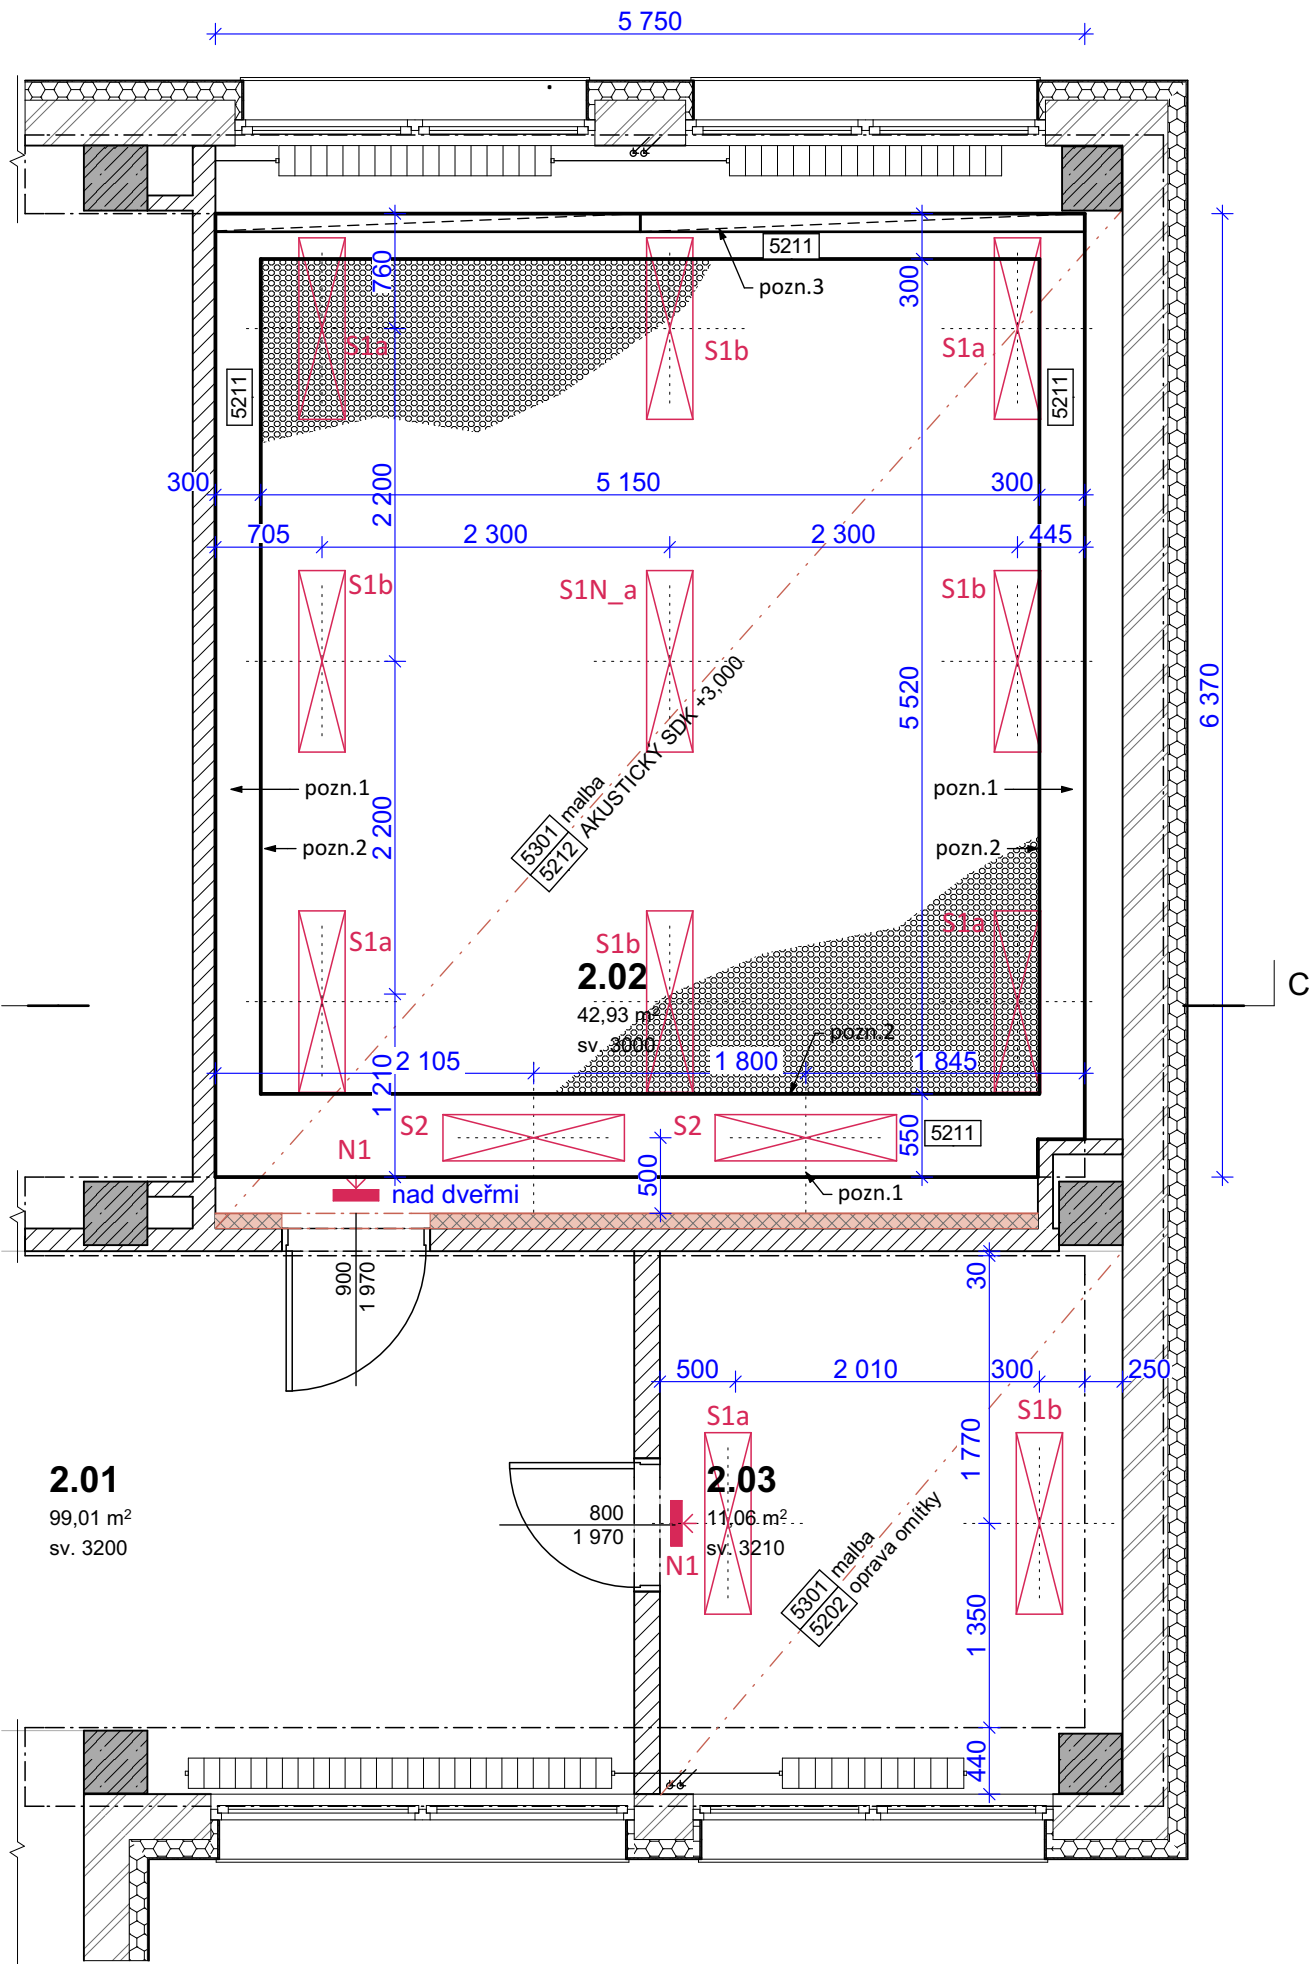 5 750
5211
pozn.3
760
300
S1a
S1b
S1a
5211
5211
2 200
300
5 150
300
705
2 300
2 300
445
S1b
S1N_a
S1b
5 520
6 370
5301 malba
5212 AKUSTICKÝ SDK +3,000
pozn.1
pozn.1
2 200
pozn.2
pozn.2
S1a
S1b
S1a
2.02
42,93 m²
sv. 3000
C
pozn.2
1 210
2 105
1 800
1 845
S2
S2
5211
550
N1
500
nad dveřmi
pozn.1
900
1 970
30
500
2 010
300
250
S1a
S1b
1 770
2.01
99,01 m²
sv. 3200
2.03
11,06 m²
sv. 3210
800
1 970
N1
5301 malba
5202 oprava omítky
1 350
440